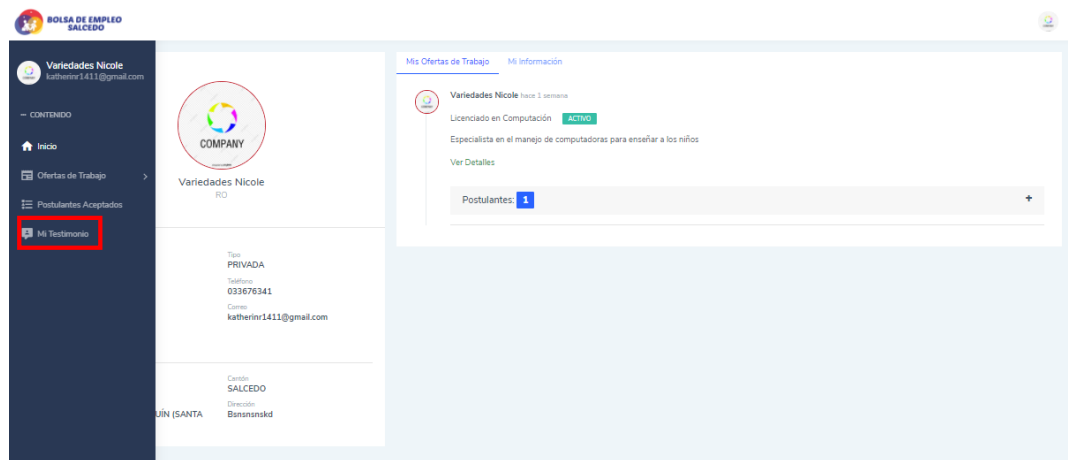 BOLSA DE EMPLEO
SALCEDO
Variedades Nicole
katherinr1411@gmail.com
— CONTENIDO
Inicio
Ofertas de Trabajo
Postulantes Aceptados
Mi Testimonio
COMPANY
Variedades Nicole
RO
Tipo
PRIVADA
Teléfono
033676341
Correo
katherinr1411@gmail.com
Cantón
SALCEDO
Dirección
UÍN (SANTA
Bsnsnsnskd
Mis Ofertas de Trabajo
Mi Información
Variedades Nicole hace 1 semana
Licenciado en Computación ACTIVO
Especialista en el manejo de computadoras para enseñar a los niños
Ver Detalles
Postulantes: 1 +